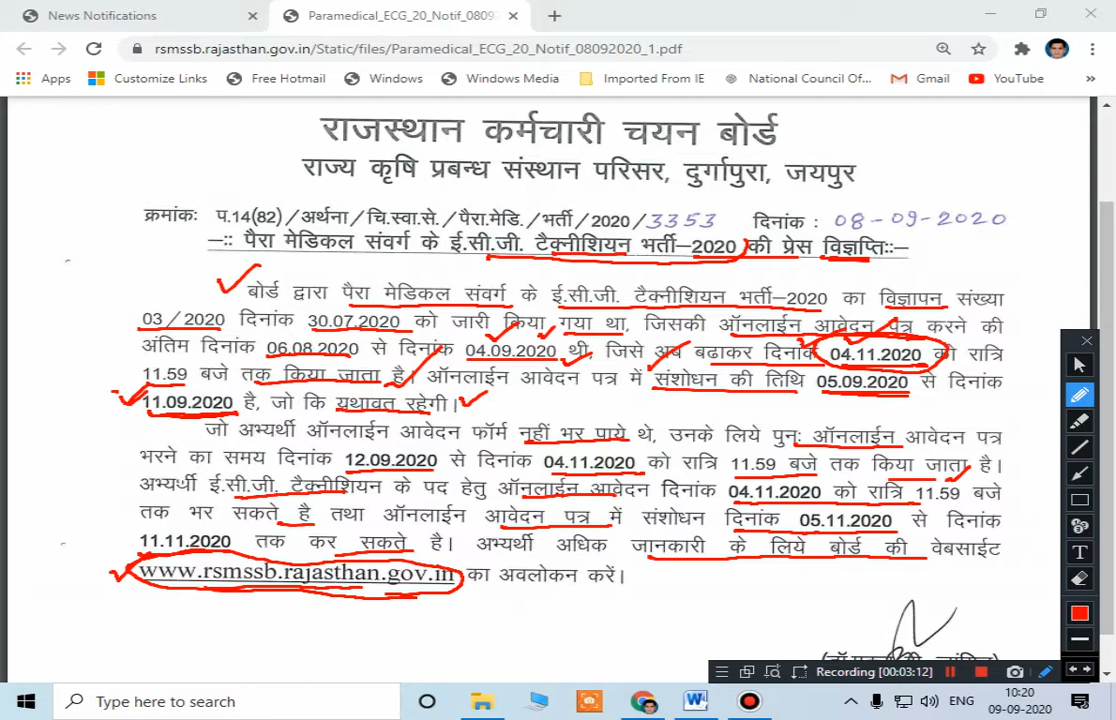 News Notifications
Paramedical_ECG_20_Notif_08092020
rsmssb.rajasthan.gov.in/Static/files/Paramedical_ECG_20_Notif_08092020_1.pdf
Apps Customize Links Free Hotmail Windows Windows Media Imported From IE National Council Of... Gmail YouTube »
राजस्थान कर्मचारी चयन बोर्ड
राज्य कृषि प्रबन्ध संस्थान परिसर, दुर्गापुरा, जयपुर
क्रमांकः प.14(82)/अर्थना/चि.स्वा.से./पैरा.मेडि./भर्ती/2020/3353 दिनांक : 08-09-2020
-:: पैरा मेडिकल संवर्ग के ई.सी.जी. टैक्नीशियन भर्ती-2020 की प्रेस विज्ञप्तिः:-
बोर्ड द्वारा पैरा मेडिकल संवर्ग के ई.सी.जी. टैक्नीशियन भर्ती-2020 का विज्ञापन संख्या
03/2020 दिनांक 30.07.2020 को जारी किया गया था, जिसकी ऑनलाईन आवेदन पत्र करने की
अंतिम दिनांक 06.08.2020 से दिनांक 04.09.2020 थी, जिसे अब बढाकर दिनांक 04.11.2020 को रात्रि
11.59 बजे तक किया जाता है। ऑनलाईन आवेदन पत्र में संशोधन की तिथि 05.09.2020 से दिनांक
11.09.2020 है, जो कि यथावत रहेगी।
जो अभ्यर्थी ऑनलाईन आवेदन फॉर्म नहीं भर पाये थे, उनके लिये पुनः ऑनलाईन आवेदन पत्र
भरने का समय दिनांक 12.09.2020 से दिनांक 04.11.2020 को रात्रि 11.59 बजे तक किया जाता है।
अभ्यर्थी ई.सी.जी. टैक्नीशियन के पद हेतु ऑनलाईन आवेदन दिनांक 04.11.2020 को रात्रि 11.59 बजे
तक भर सकते है तथा ऑनलाईन आवेदन पत्र में संशोधन दिनांक 05.11.2020 से दिनांक
11.11.2020 तक कर सकते है। अभ्यर्थी अधिक जानकारी के लिये बोर्ड की वेबसाईट
www.rsmssb.rajasthan.gov.in का अवलोकन करें।
Recording [00:03:12]
Type here to search
ENG
10:20
09-09-2020